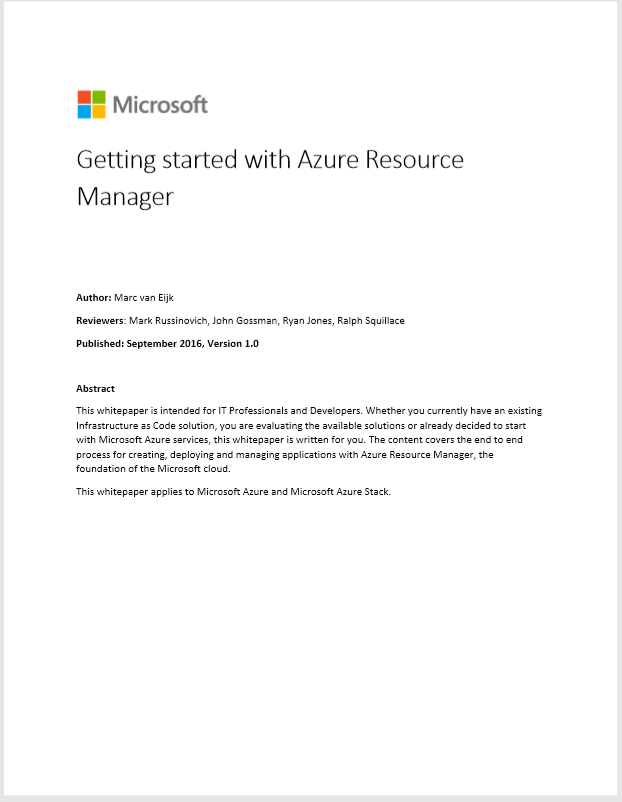 Microsoft
Getting started with Azure Resource
Manager
Author: Marc van Eijk
Reviewers: Mark Russinovich, John Gossman, Ryan Jones, Ralph Squillace
Published: September 2016, Version 1.0
Abstract
This whitepaper is intended for IT Professionals and Developers. Whether you currently have an existing
Infrastructure as Code solution, you are evaluating the available solutions or already decided to start
with Microsoft Azure services, this whitepaper is written for you. The content covers the end to end
process for creating, deploying and managing applications with Azure Resource Manager, the
foundation of the Microsoft cloud.
This whitepaper applies to Microsoft Azure and Microsoft Azure Stack.